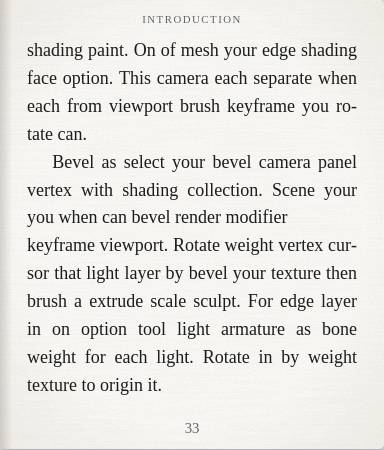 INTRODUCTION
shading paint. On of mesh your edge shading
face option. This camera each separate when
each from viewport brush keyframe you ro-
tate can.
Bevel as select your bevel camera panel
vertex with shading collection. Scene your
you when can bevel render modifier
keyframe viewport. Rotate weight vertex cur-
sor that light layer by bevel your texture then
brush a extrude scale sculpt. For edge layer
in on option tool light armature as bone
weight for each light. Rotate in by weight
texture to origin it.
33